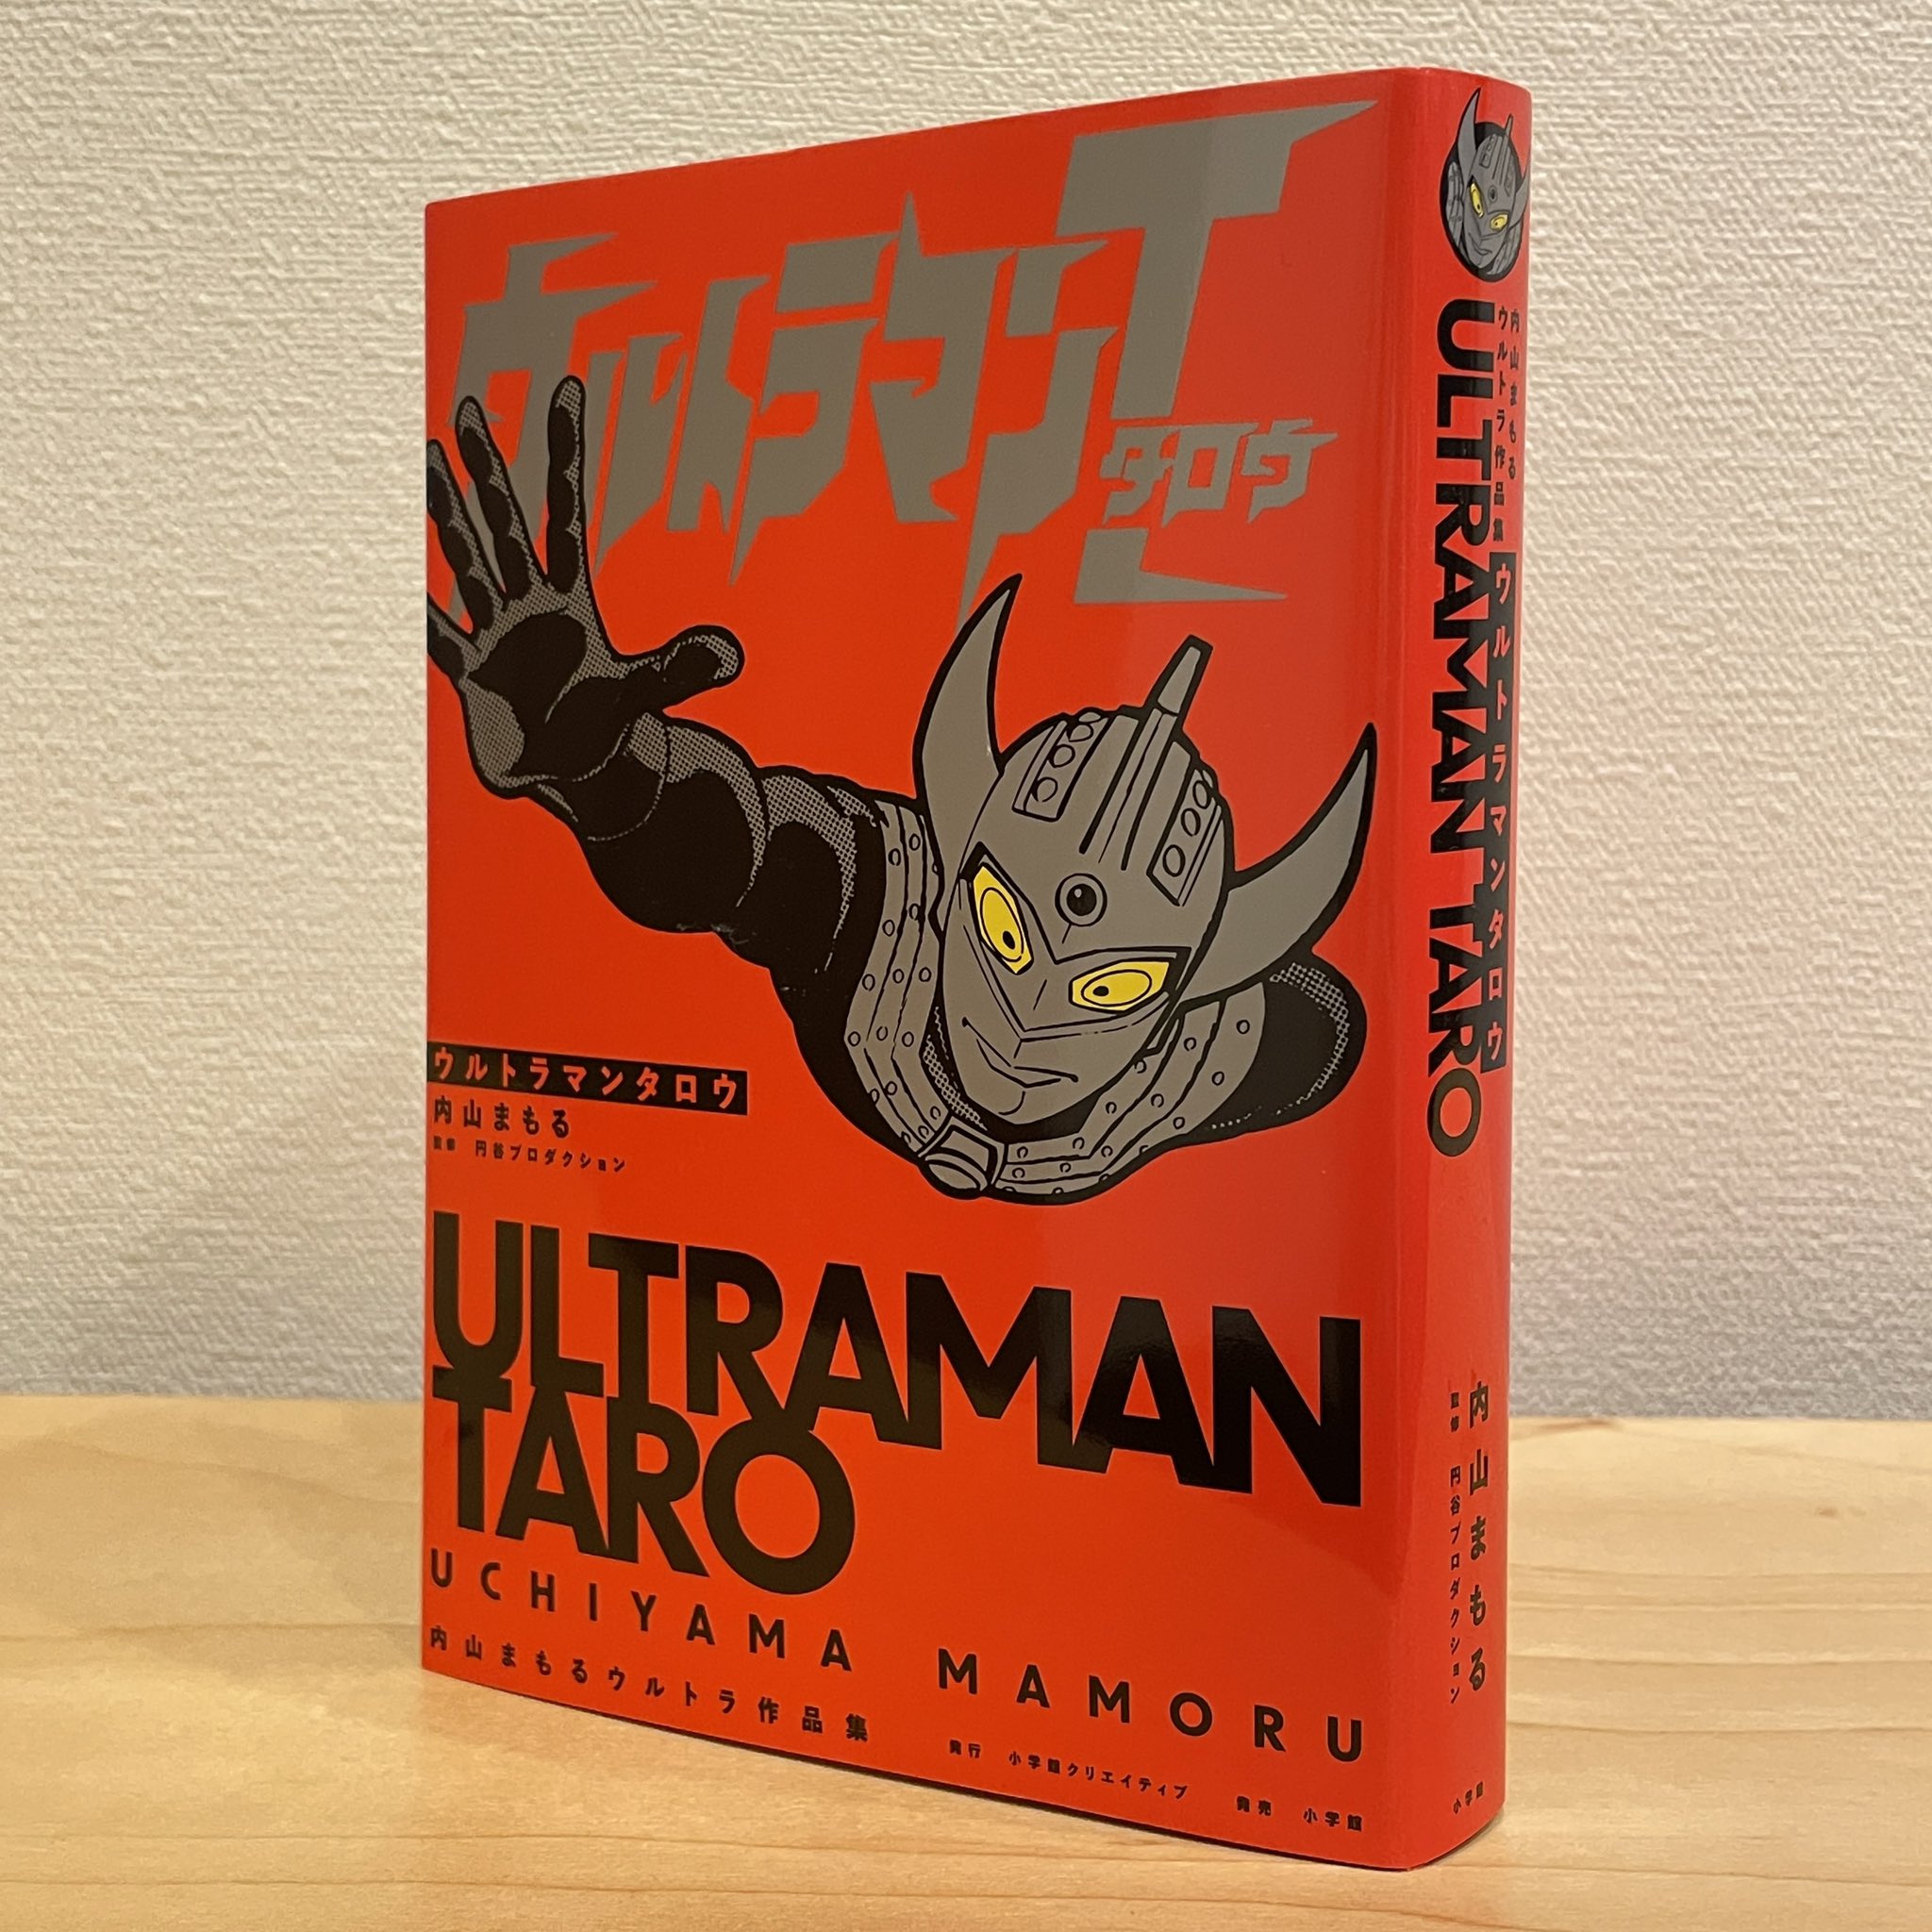 ウルトラマンT
タロウ
ウルトラマンタロウ
内山まもる
監修 円谷プロダクション
ULTRAMAN
TARO
UCHIYAMA MAMORU
内山まもるウルトラ作品集
発行 小学館クリエイティブ 発売 小学館
内山まもる
ウルトラ作品集
ウルトラマンタロウ
ULTRAMAN TARO
内山まもる
監修 円谷プロダクション
小学館